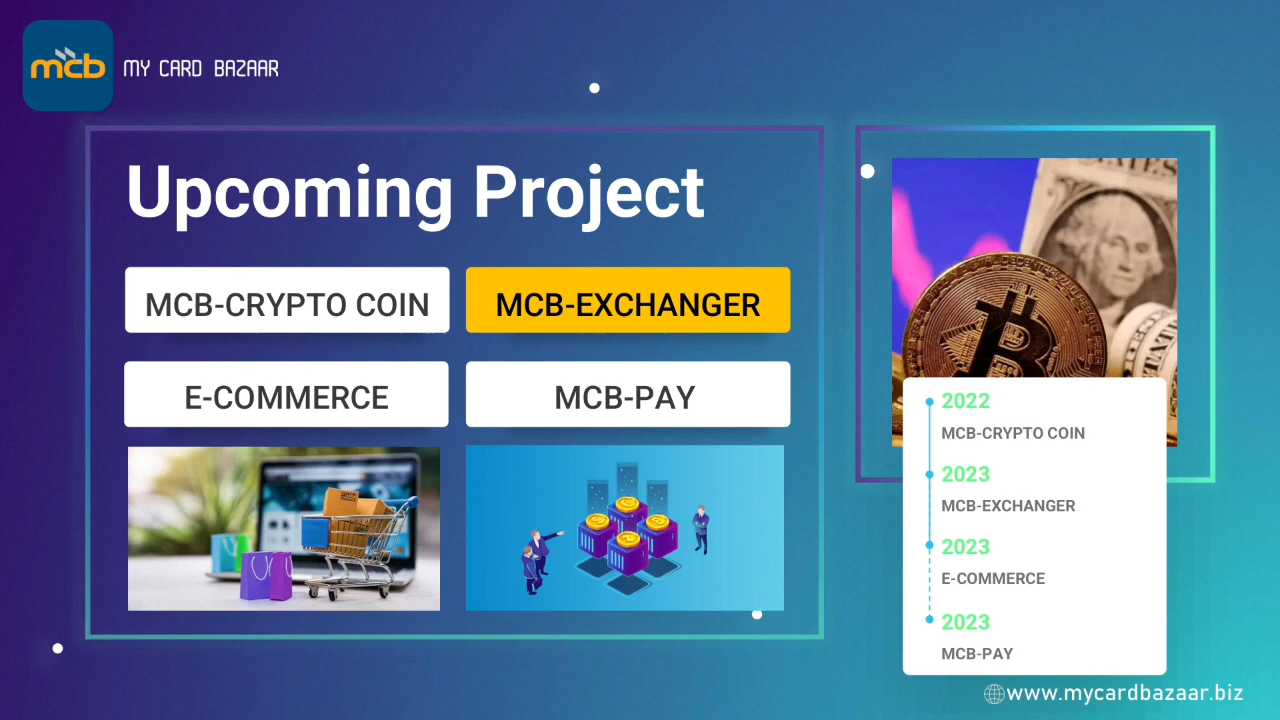 mcb
MY CARD BAZAAR
Upcoming Project
MCB-CRYPTO COIN
MCB-EXCHANGER
E-COMMERCE
MCB-PAY
2022
MCB-CRYPTO COIN
2023
MCB-EXCHANGER
2023
E-COMMERCE
2023
MCB-PAY
www.mycardbazaar.biz